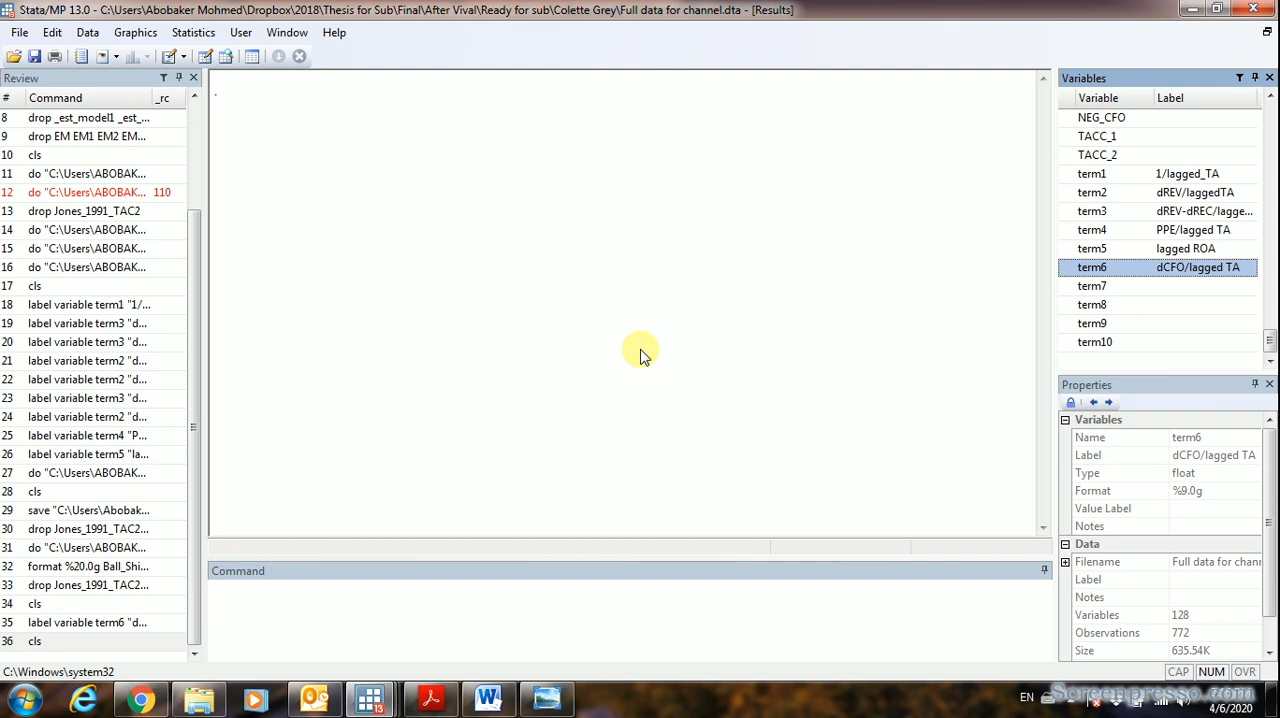 Stata/MP 13.0 - C:\Users\Abobaker Mohmed\Dropbox\2018\Thesis for Sub\Final\After Vival\Ready for sub\Colette Grey\Full data for channel.dta - [Results]
File Edit Data Graphics Statistics User Window Help
Review
# Command _rc
8 drop _est_model1 _est_...
9 drop EM EM1 EM2 EM...
10 cls
11 do "C:\Users\ABOBAK...
12 do "C:\Users\ABOBAK... 110
13 drop Jones_1991_TAC2
14 do "C:\Users\ABOBAK...
15 do "C:\Users\ABOBAK...
16 do "C:\Users\ABOBAK...
17 cls
18 label variable term1 "1/...
19 label variable term3 "d...
20 label variable term3 "d...
21 label variable term2 "d...
22 label variable term2 "d...
23 label variable term3 "d...
24 label variable term2 "d...
25 label variable term4 "P...
26 label variable term5 "la...
27 do "C:\Users\ABOBAK...
28 cls
29 save "C:\Users\Abobak...
30 drop Jones_1991_TAC2...
31 do "C:\Users\ABOBAK...
32 format %20.0g Ball_Shi...
33 drop Jones_1991_TAC2...
34 cls
35 label variable term6 "d...
36 cls
.
Command
Variables
Variable Label
NEG_CFO
TACC_1
TACC_2
term1 1/lagged_TA
term2 dREV/laggedTA
term3 dREV-dREC/lagge...
term4 PPE/lagged TA
term5 lagged ROA
term6 dCFO/lagged TA
term7
term8
term9
term10
Properties
Variables
Name term6
Label dCFO/lagged TA
Type float
Format %9.0g
Value Label
Notes
Data
Filename Full data for chann
Label
Notes
Variables 128
Observations 772
Size 635.54K
C:\Windows\system32
CAP NUM OVR
13
EN
Screenpresso.com
4/6/2020